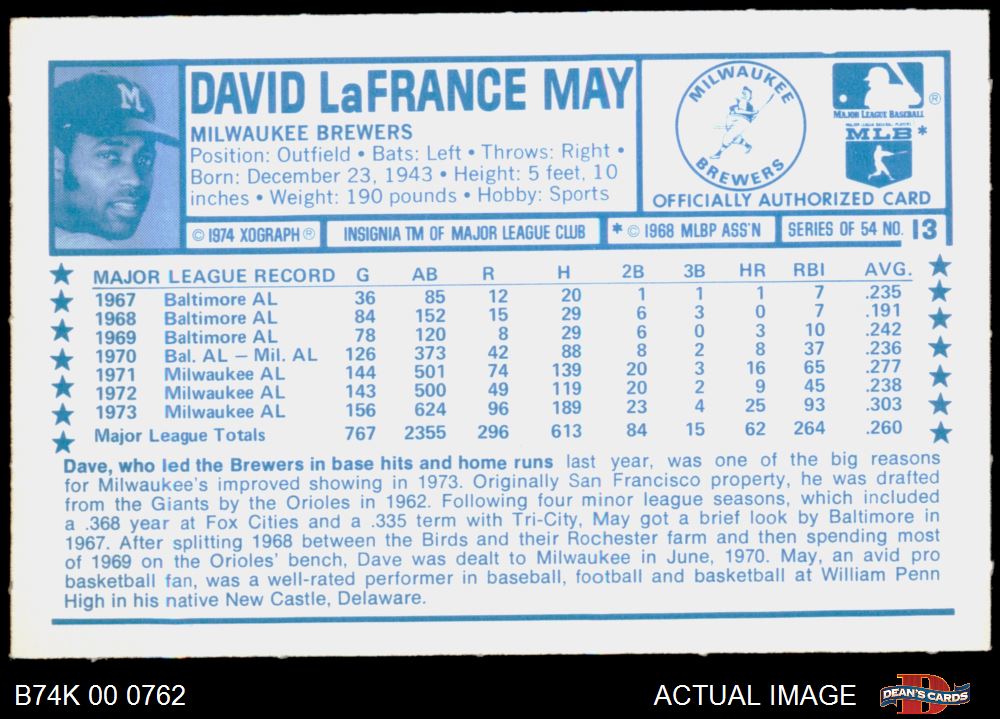 M
DAVID LaFRANCE MAY
MILWAUKEE BREWERS
Position: Outfield • Bats: Left • Throws: Right •
Born: December 23, 1943 • Height: 5 feet, 10
inches • Weight: 190 pounds • Hobby: Sports
MILWAUKEE
BREWERS
MAJOR LEAGUE BASEBALL ®
MLB *
OFFICIALLY AUTHORIZED CARD
© 1974 XOGRAPH ® INSIGNIA TM OF MAJOR LEAGUE CLUB * © 1968 MLBP ASS'N SERIES OF 54 NO. 13
MAJOR LEAGUE RECORD G AB R H 2B 3B HR RBI AVG.
1967 Baltimore AL 36 85 12 20 1 1 1 7 .235
1968 Baltimore AL 84 152 15 29 6 3 0 7 .191
1969 Baltimore AL 78 120 8 29 6 0 3 10 .242
1970 Bal. AL – Mil. AL 126 373 42 88 8 2 8 37 .236
1971 Milwaukee AL 144 501 74 139 20 3 16 65 .277
1972 Milwaukee AL 143 500 49 119 20 2 9 45 .238
1973 Milwaukee AL 156 624 96 189 23 4 25 93 .303
Major League Totals 767 2355 296 613 84 15 62 264 .260
Dave, who led the Brewers in base hits and home runs last year, was one of the big reasons
for Milwaukee's improved showing in 1973. Originally San Francisco property, he was drafted
from the Giants by the Orioles in 1962. Following four minor league seasons, which included
a .368 year at Fox Cities and a .335 term with Tri-City, May got a brief look by Baltimore in
1967. After splitting 1968 between the Birds and their Rochester farm and then spending most
of 1969 on the Orioles' bench, Dave was dealt to Milwaukee in June, 1970. May, an avid pro
basketball fan, was a well-rated performer in baseball, football and basketball at William Penn
High in his native New Castle, Delaware.
B74K 00 0762 ACTUAL IMAGE DEAN'S CARDS